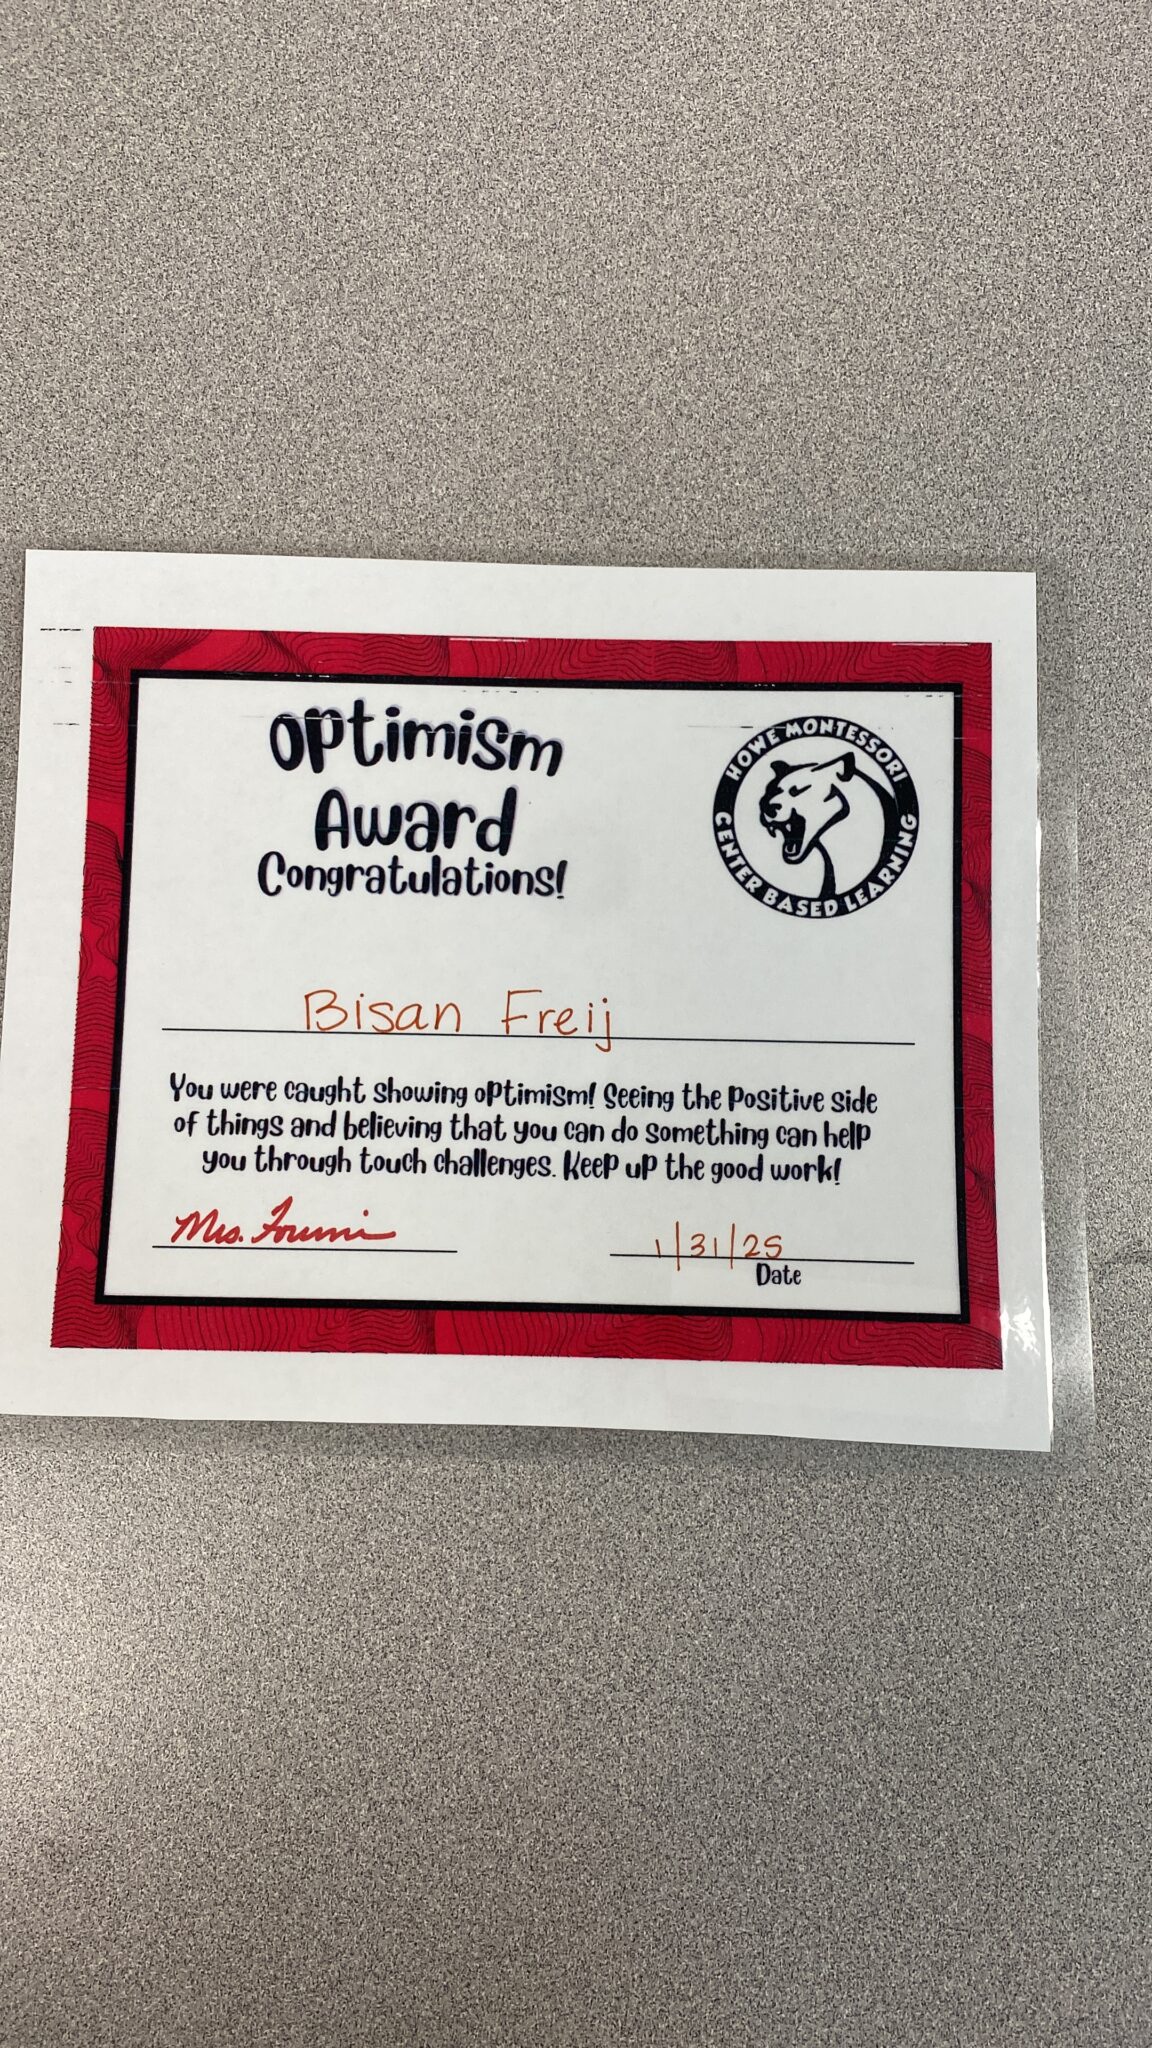 Optimism
Award
Congratulations!
HOWE MONTESSORI
CENTER BASED LEARNING
Bisan Freij
You were caught showing optimism! Seeing the positive side
of things and believing that you can do something can help
you through touch challenges. Keep up the good work!
Mrs.
1/31/25
Date